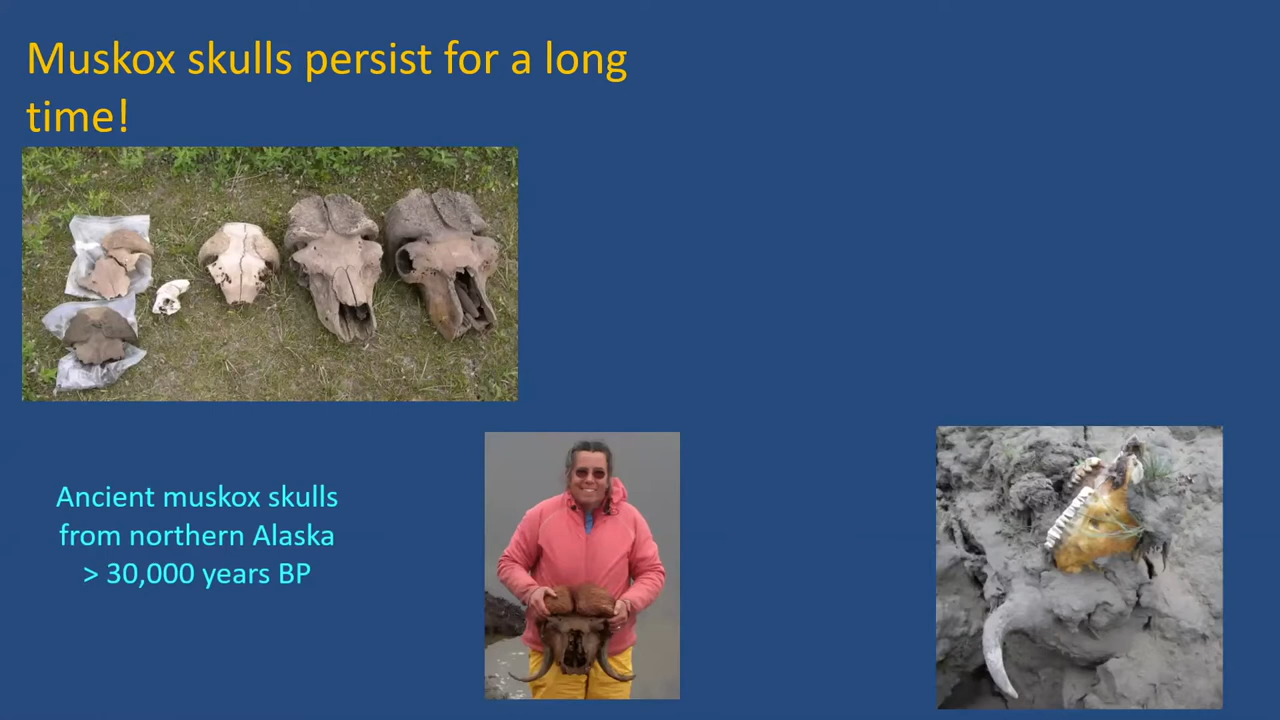 Muskox skulls persist for a long
time!
Ancient muskox skulls
from northern Alaska
> 30,000 years BP